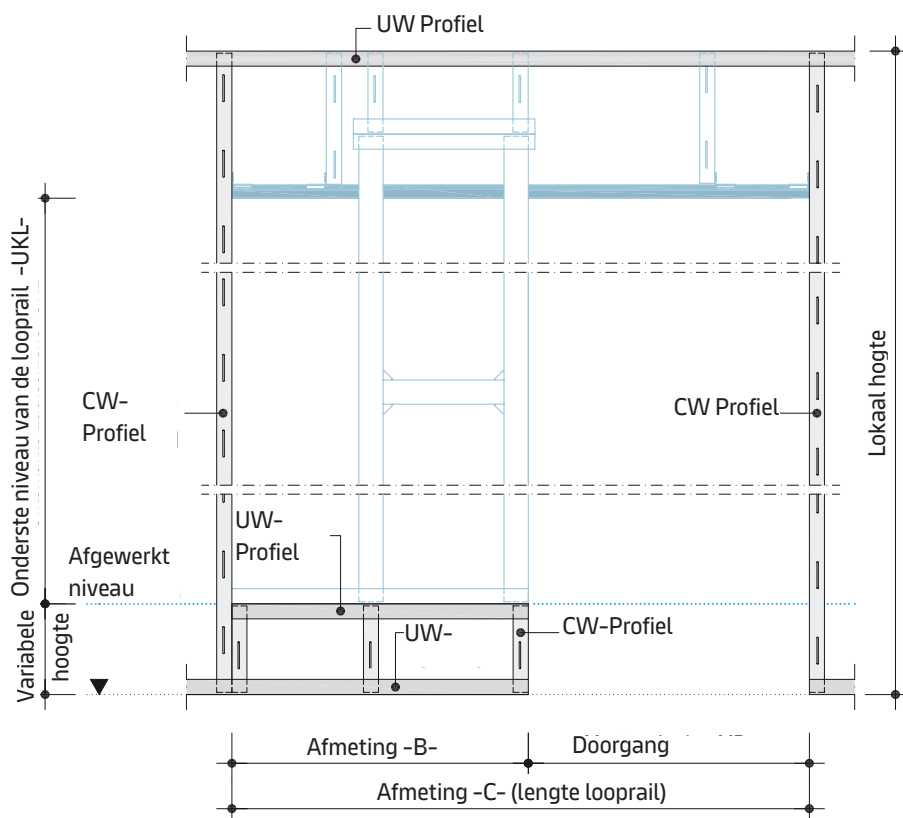 UW Profiel
Onderste niveau van de looprail -UKL-
Lokaal hogte
CW-
Profiel
CW Profiel
UW-
Profiel
Afgewerkt
niveau
Variabele
hoogte
UW-
CW-Profiel
Afmeting -B-
Doorgang
Afmeting -C- (lengte looprail)